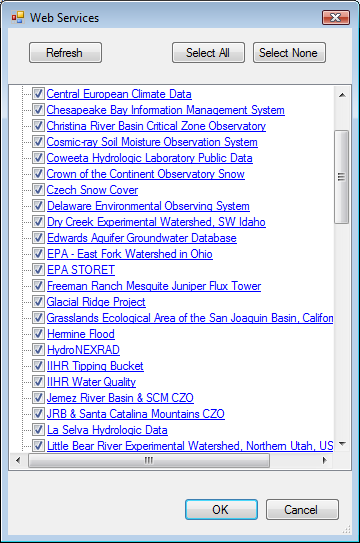 Web Services
Refresh Select All Select None
Central European Climate Data
Chesapeake Bay Information Management System
Christina River Basin Critical Zone Observatory
Cosmic-ray Soil Moisture Observation System
Coweeta Hydrologic Laboratory Public Data
Crown of the Continent Observatory Snow
Czech Snow Cover
Delaware Environmental Observing System
Dry Creek Experimental Watershed, SW Idaho
Edwards Aquifer Groundwater Database
EPA - East Fork Watershed in Ohio
EPA STORET
Freeman Ranch Mesquite Juniper Flux Tower
Glacial Ridge Project
Grasslands Ecological Area of the San Joaquin Basin, Califorr
Hermine Flood
HydroNEXRAD
IIHR Tipping Bucket
IIHR Water Quality
Jemez River Basin & SCM CZO
JRB & Santa Catalina Mountains CZO
La Selva Hydrologic Data
Little Bear River Experimental Watershed, Northern Utah, US
OK Cancel